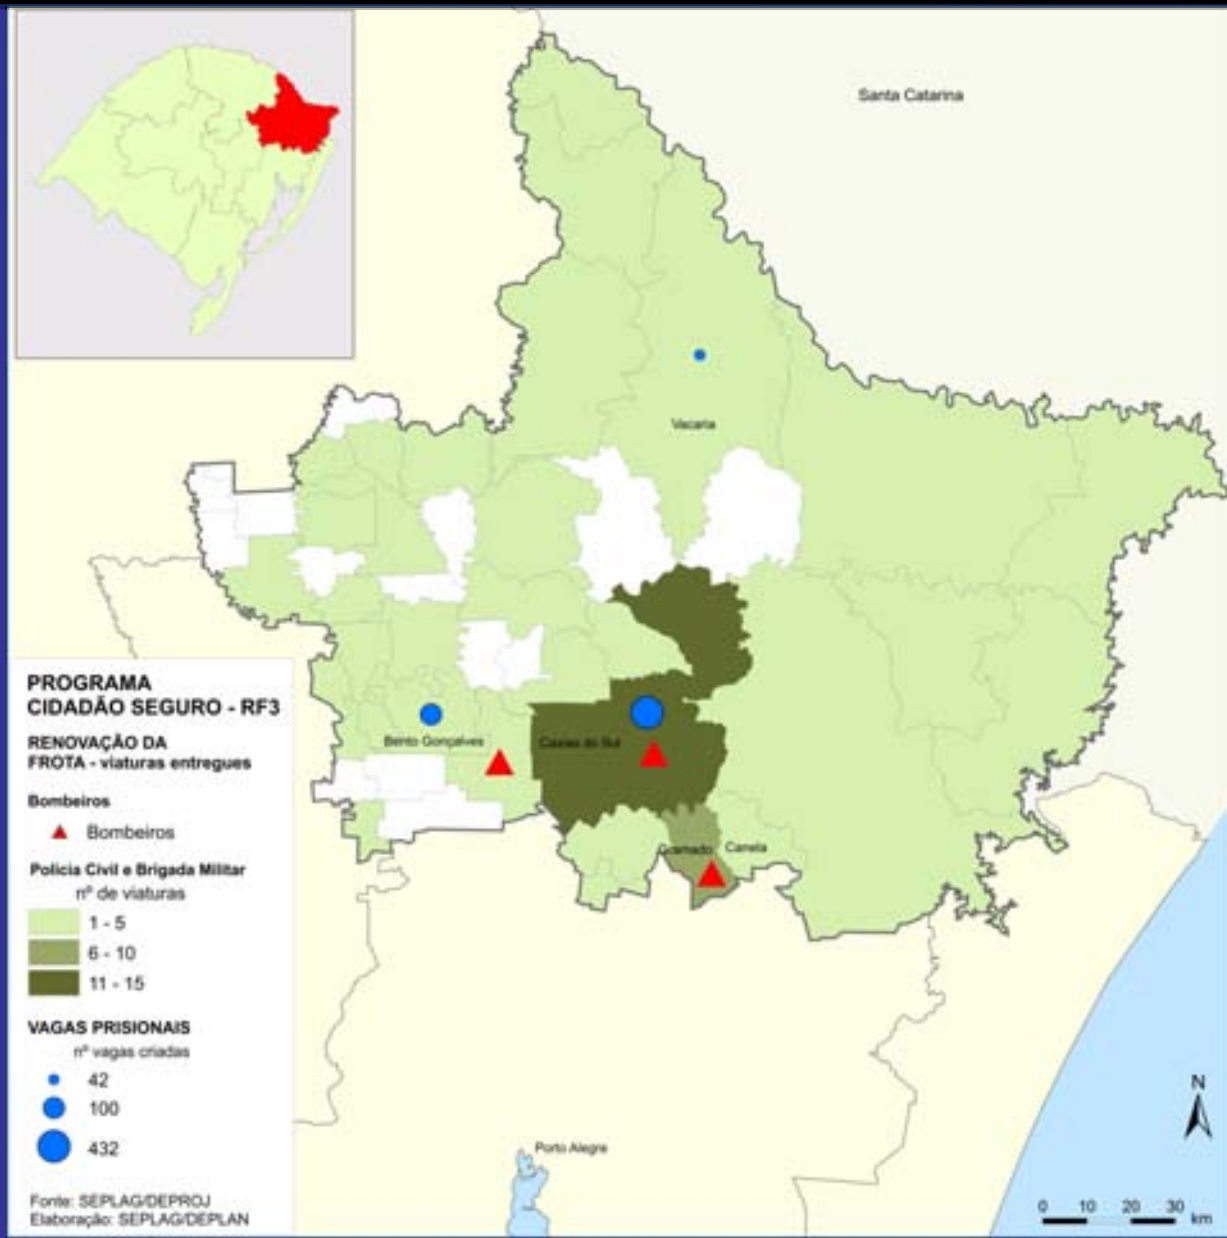 Santa Catarina
Vacaria
Bento Gonçalves
Caxias do Sul
Gramado
Canela
Porto Alegre
PROGRAMA
CIDADÃO SEGURO - RF3
RENOVAÇÃO DA
FROTA - viaturas entregues
Bombeiros
Bombeiros
Polícia Civil e Brigada Militar
nº de viaturas
1 - 5
6 - 10
11 - 15
VAGAS PRISIONAIS
nº vagas criadas
42
100
432
Fonte: SEPLAG/DEPROJ
Elaboração: SEPLAG/DEPLAN
N
0 10 20 30
km